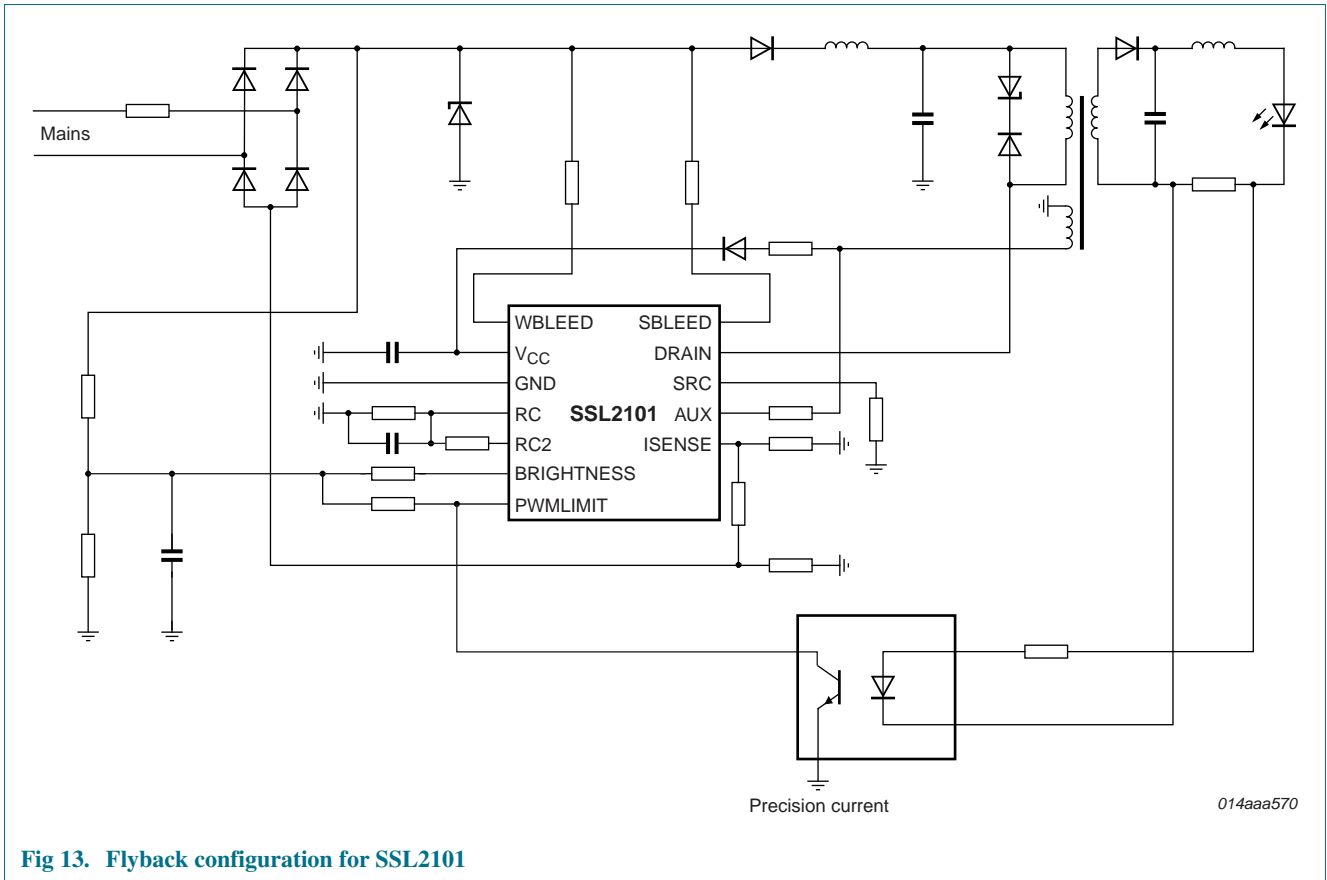 Mains
WBLEED SBLEED
VCC DRAIN
GND SRC
RC SSL2101 AUX
RC2 ISENSE
BRIGHTNESS
PWMLIMIT
Precision current
014aaa570
Fig 13. Flyback configuration for SSL2101